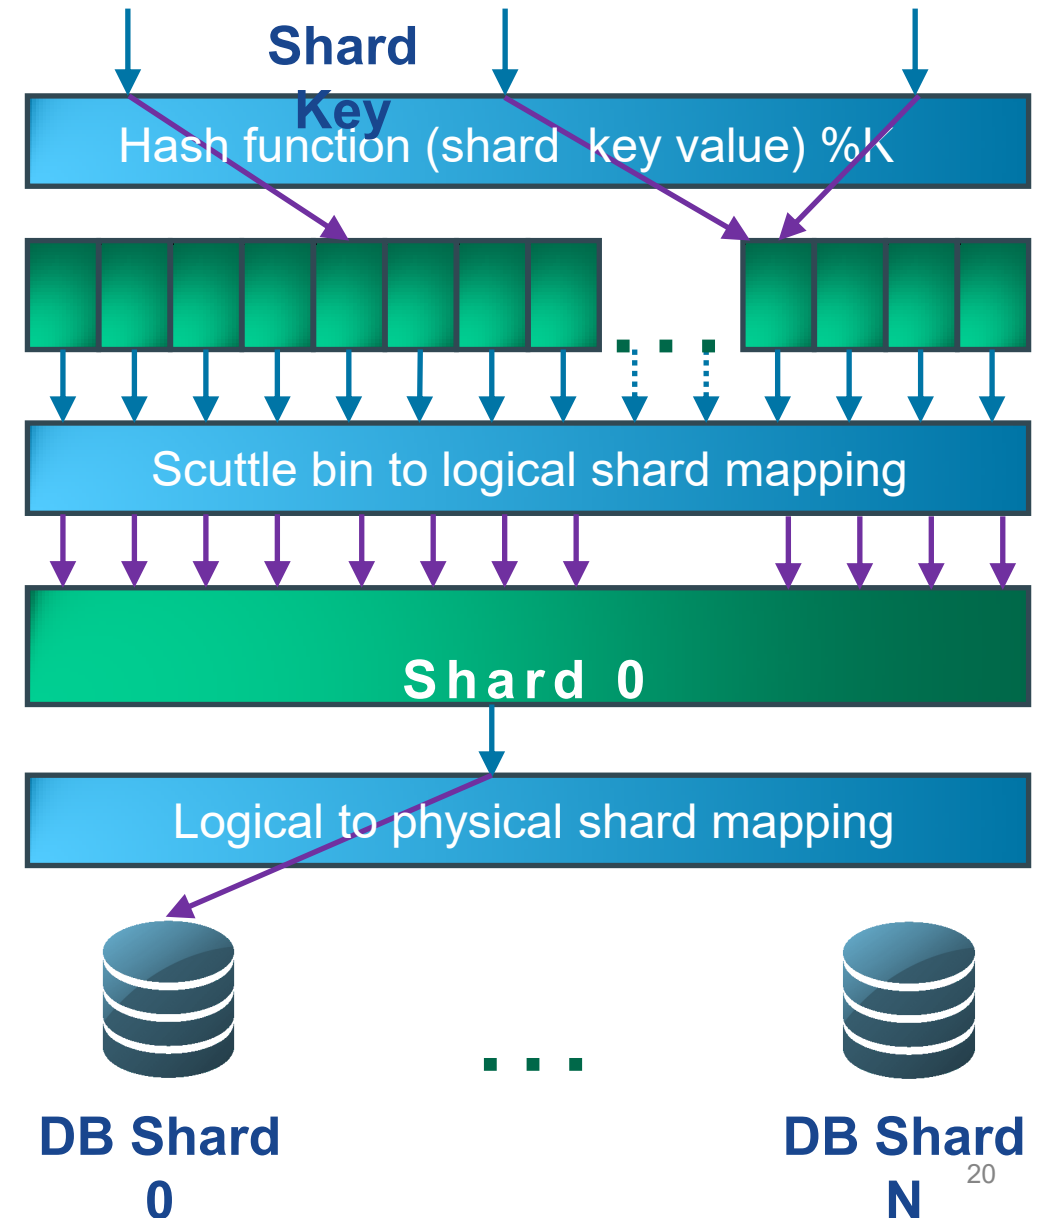 Shard
Key
Hash function (shard key value) %K
. . .
Scuttle bin to logical shard mapping
Shard 0
Logical to physical shard mapping
. . .
DB Shard
0
DB Shard
N
20